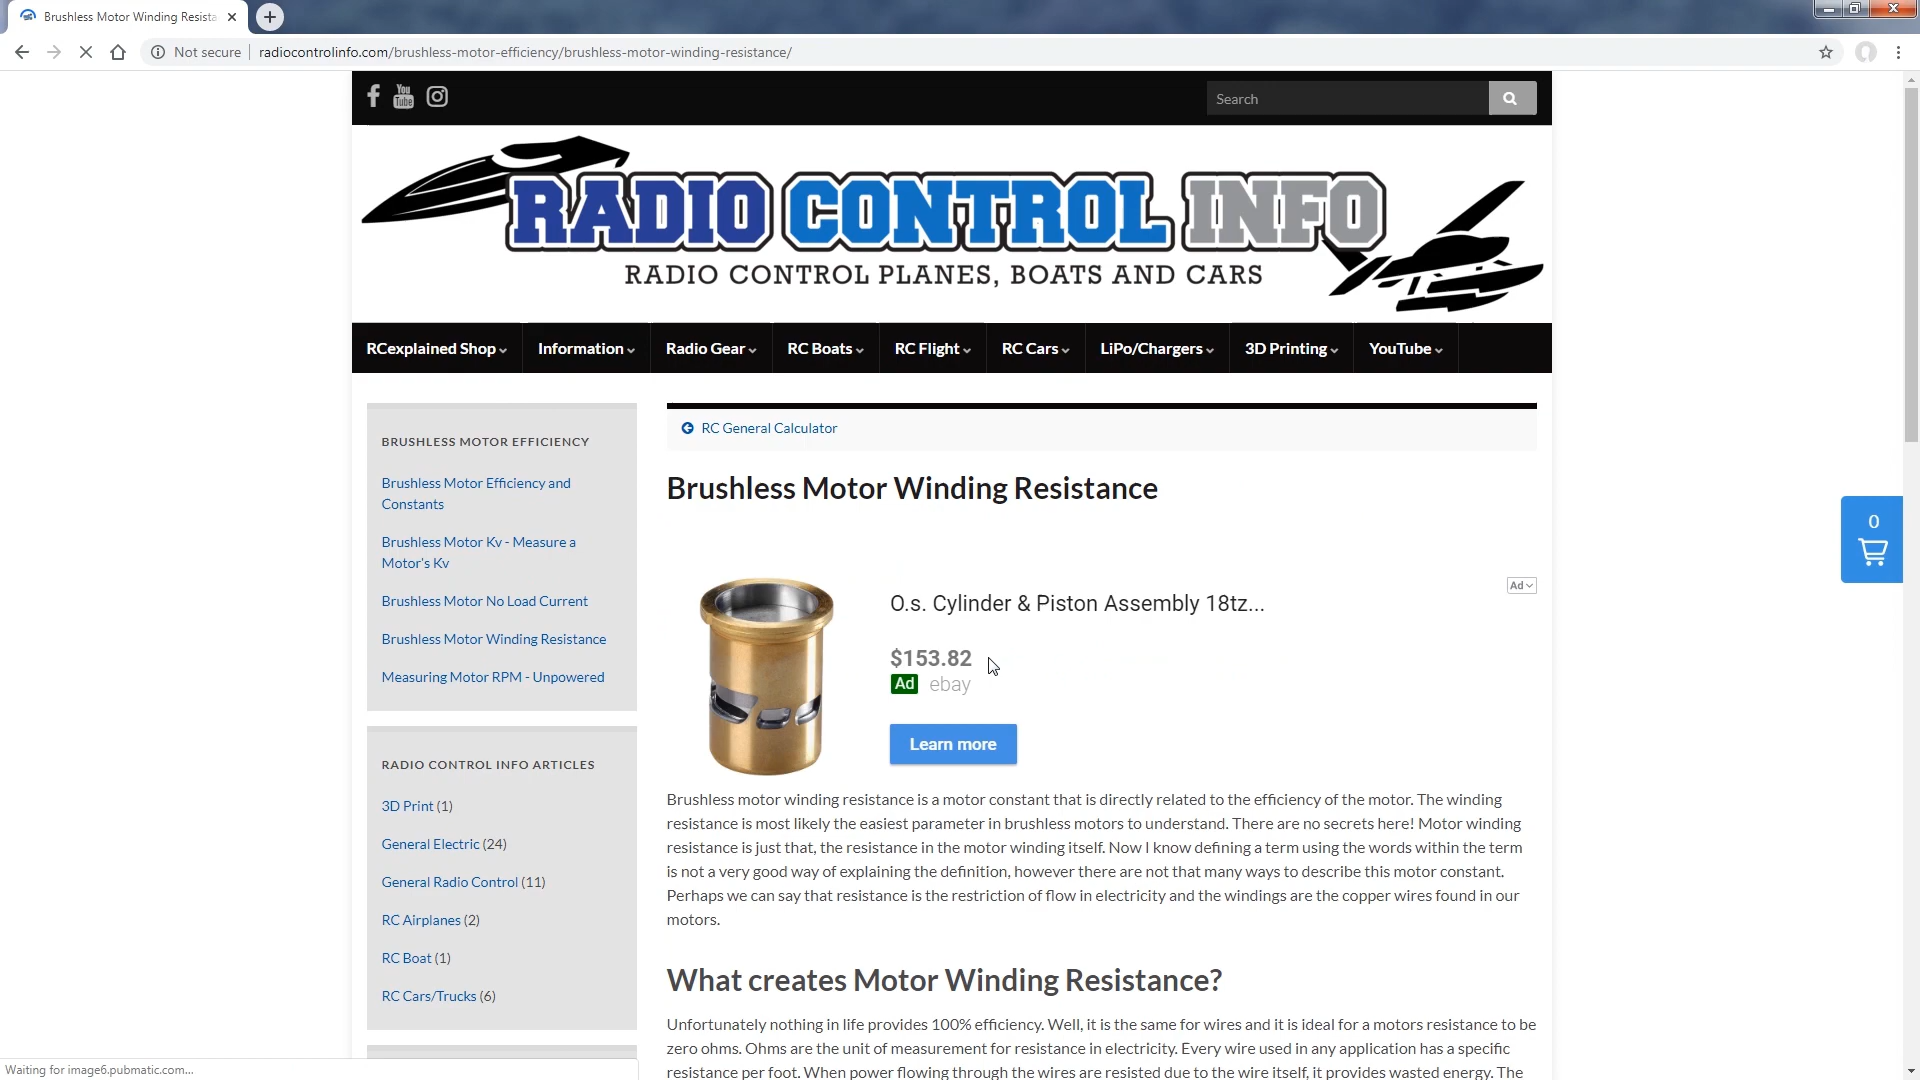 Brushless Motor Winding Resista
Not secure
radiocontrolinfo.com/brushless-motor-efficiency/brushless-motor-winding-resistance/
You
Tube
Search
RADIO CONTROL INFO
RADIO CONTROL PLANES, BOATS AND CARS
RCexplained Shop
Information
Radio Gear
RC Boats
RC Flight
RC Cars
LiPo/Chargers
3D Printing
YouTube
BRUSHLESS MOTOR EFFICIENCY
Brushless Motor Efficiency and
Constants
Brushless Motor Kv - Measure a
Motor's Kv
Brushless Motor No Load Current
Brushless Motor Winding Resistance
Measuring Motor RPM - Unpowered
RADIO CONTROL INFO ARTICLES
3D Print (1)
General Electric (24)
General Radio Control (11)
RC Airplanes (2)
RC Boat (1)
RC Cars/Trucks (6)
RC General Calculator
Brushless Motor Winding Resistance
Ad
O.s. Cylinder & Piston Assembly 18tz...
$153.82
Ad ebay
Learn more
0
Brushless motor winding resistance is a motor constant that is directly related to the efficiency of the motor. The winding
resistance is most likely the easiest parameter in brushless motors to understand. There are no secrets here! Motor winding
resistance is just that, the resistance in the motor winding itself. Now I know defining a term using the words within the term
is not a very good way of explaining the definition, however there are not that many ways to describe this motor constant.
Perhaps we can say that resistance is the restriction of flow in electricity and the windings are the copper wires found in our
motors.
What creates Motor Winding Resistance?
Unfortunately nothing in life provides 100% efficiency. Well, it is the same for wires and it is ideal for a motors resistance to be
zero ohms. Ohms are the unit of measurement for resistance in electricity. Every wire used in any application has a specific
resistance per foot. When power flowing through the wires are resisted due to the wire itself, it provides wasted energy. The
Waiting for image6.pubmatic.com...